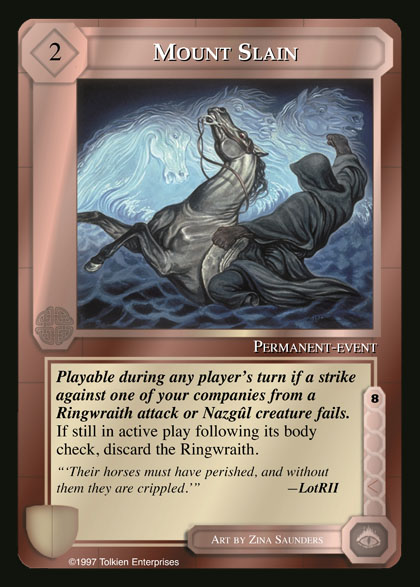 2
MOUNT SLAIN
PERMANENT-EVENT
Playable during any player's turn if a strike
against one of your companies from a
Ringwraith attack or Nazgûl creature fails.
If still in active play following its body
check, discard the Ringwraith.
"'Their horses must have perished, and without
them they are crippled.'" —LotRII
8
ART BY ZINA SAUNDERS
©1997 Tolkien Enterprises